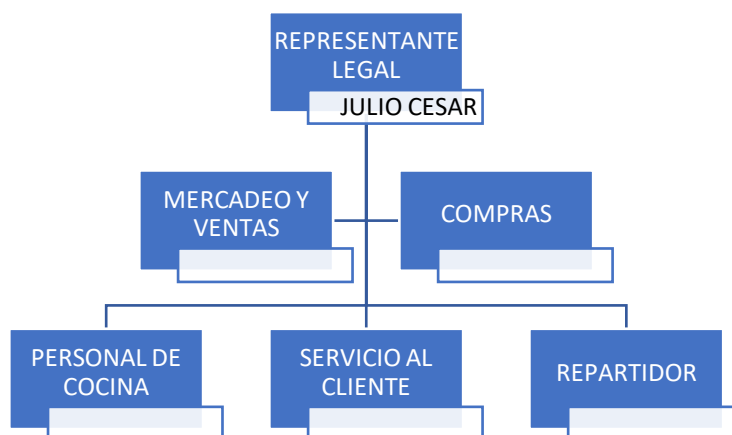 REPRESENTANTE
LEGAL
JULIO CESAR
MERCADEO Y
VENTAS
COMPRAS
PERSONAL DE
COCINA
SERVICIO AL
CLIENTE
REPARTIDOR